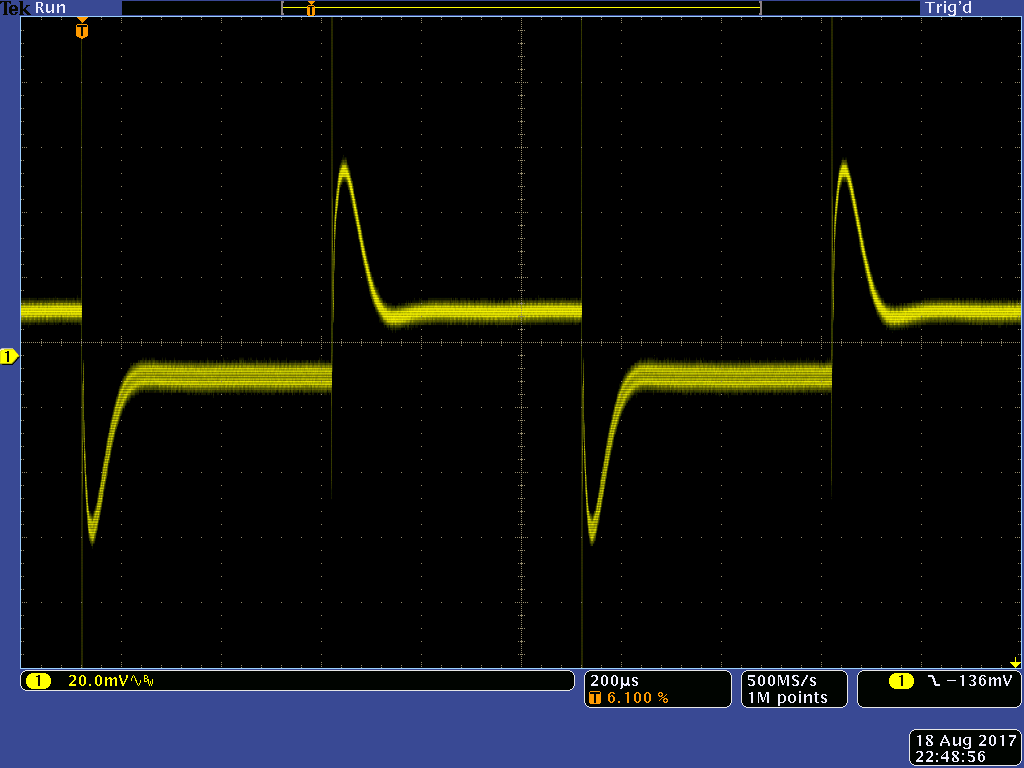 Tek Run Trig'd
T
T
1
1 20.0mV∿BW
200µs
T 6.100 %
500MS/s
1M points
1 -136mV
18 Aug 2017
22:48:56